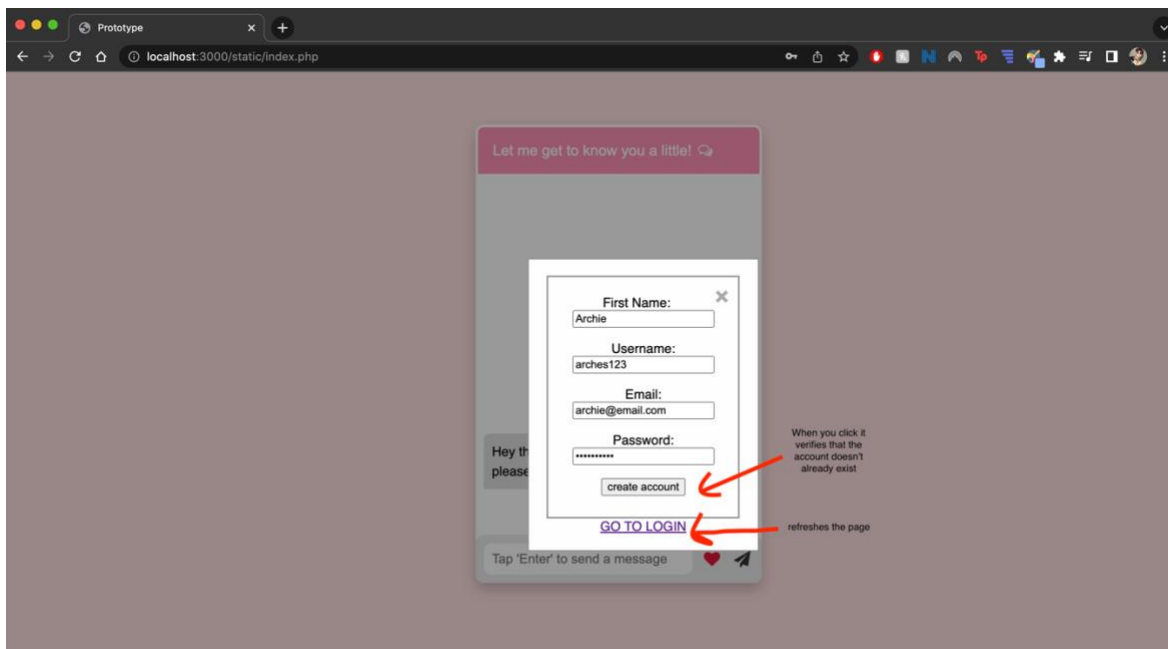 Prototype
localhost:3000/static/index.php
Let me get to know you a little!
First Name:
Archie
Username:
arches123
Email:
archie@email.com
Password:
••••••••••
create account
GO TO LOGIN
Hey th
please
Tap 'Enter' to send a message
When you click it
verifies that the
account doesn't
already exist
refreshes the page